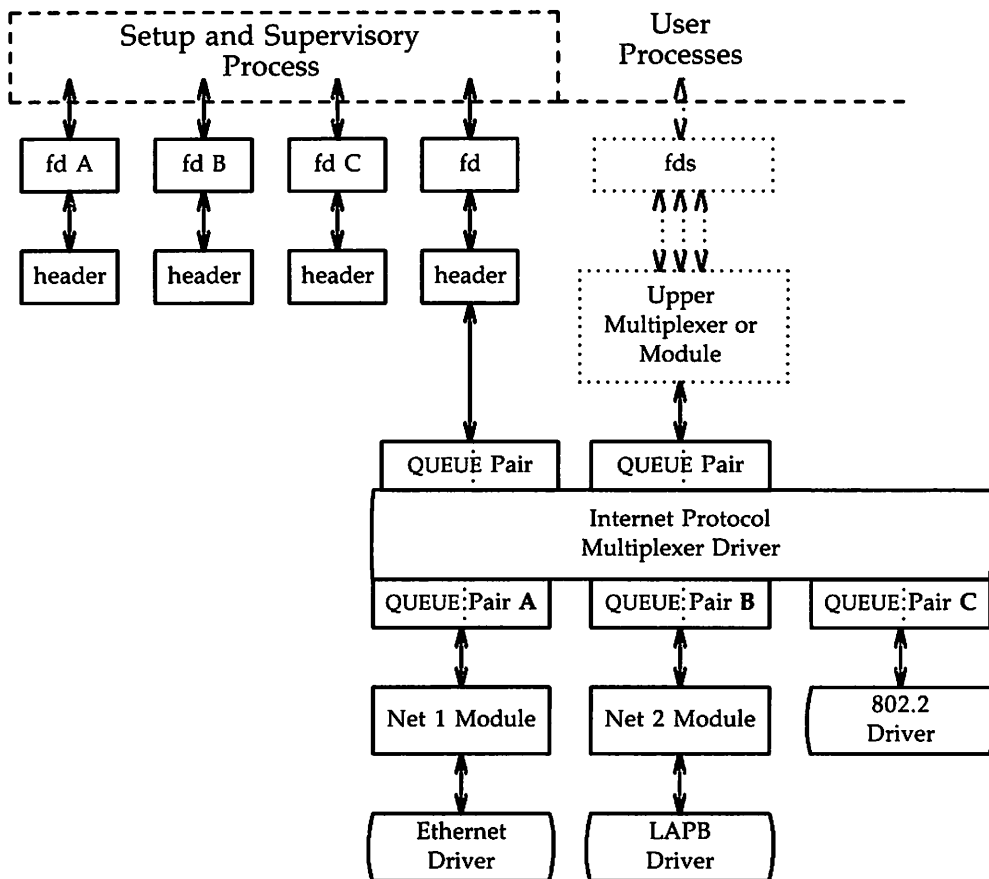 Setup and Supervisory
Process
User
Processes
fd A
fd B
fd C
fd
fds
header
header
header
header
Upper
Multiplexer or
Module
QUEUE Pair
QUEUE Pair
Internet Protocol
Multiplexer Driver
QUEUE Pair A
QUEUE Pair B
QUEUE Pair C
Net 1 Module
Net 2 Module
802.2
Driver
Ethernet
Driver
LAPB
Driver